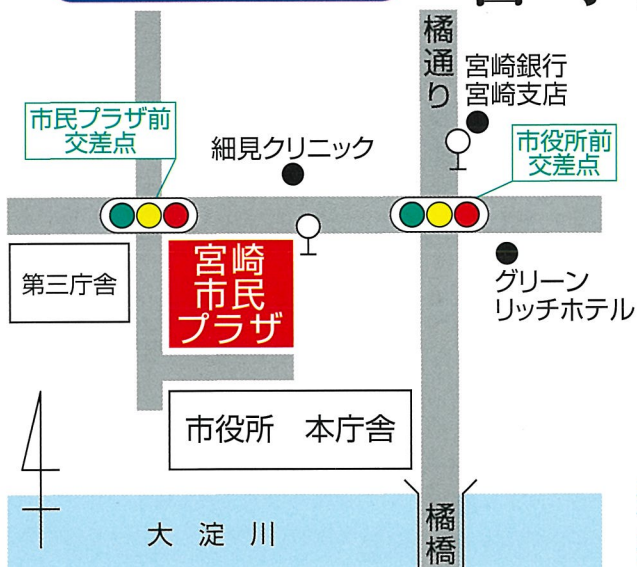 橘通り
宮崎銀行
宮崎支店
市民プラザ前
交差点
細見クリニック
市役所前
交差点
第三庁舎
宮崎
市民
プラザ
グリーン
リッチホテル
市役所 本庁舎
大淀川
橘橋